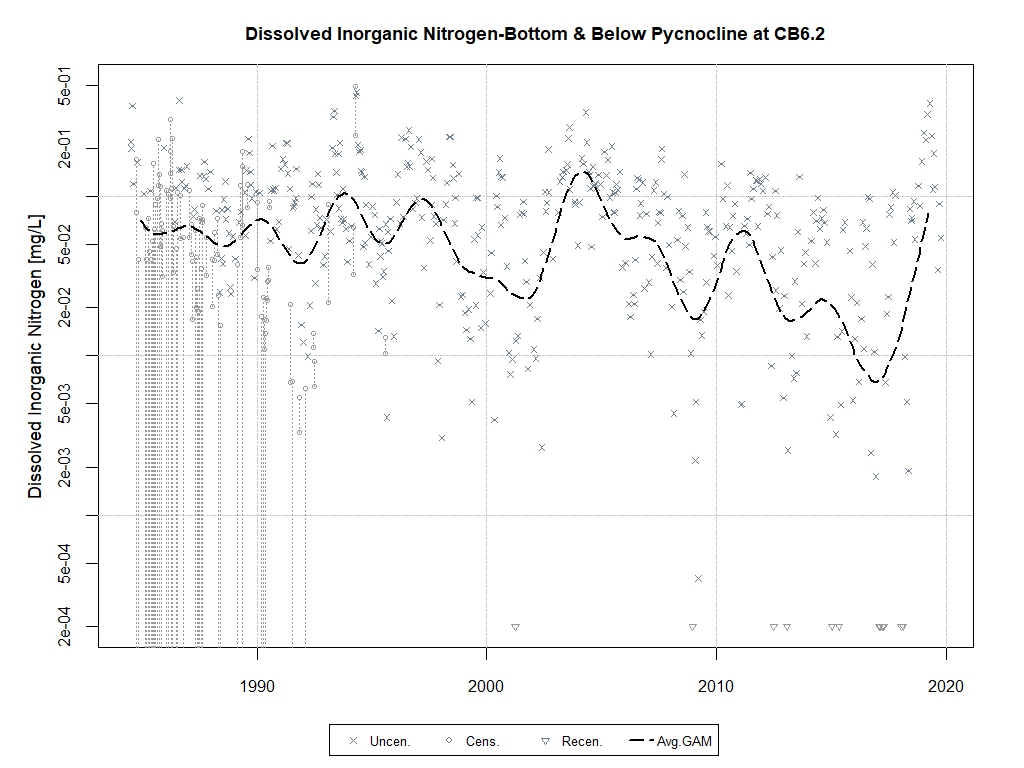 Dissolved Inorganic Nitrogen-Bottom & Below Pycnocline at CB6.2
Dissolved Inorganic Nitrogen [mg/L]
5e-01
2e-01
5e-02
2e-02
5e-03
2e-03
5e-04
2e-04
1990
2000
2010
2020
Uncen. Cens. Recen. Avg.GAM